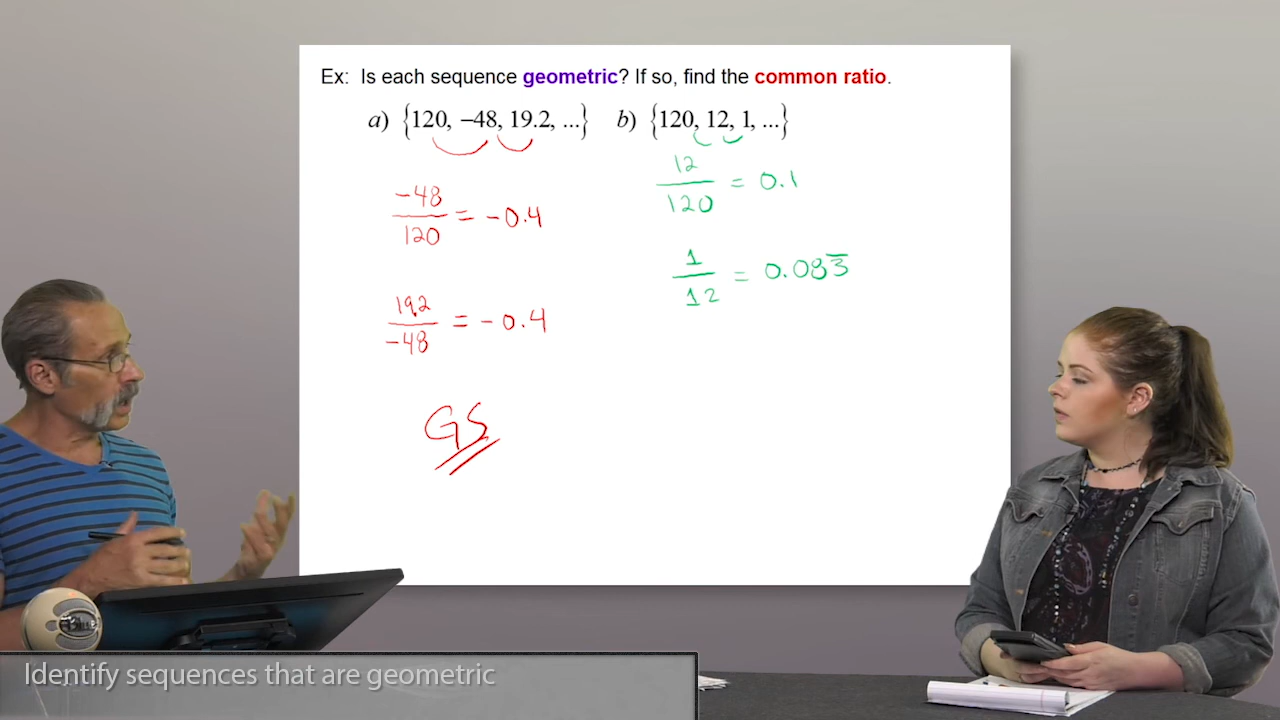 Ex: Is each sequence geometric? If so, find the common ratio.
a) {120, −48, 19.2, ...} b) {120, 12, 1, ...}
-48/120 = -0.4
12/120 = 0.1
19.2/-48 = -0.4
1/12 = 0.083̅
GS
Identify sequences that are geometric